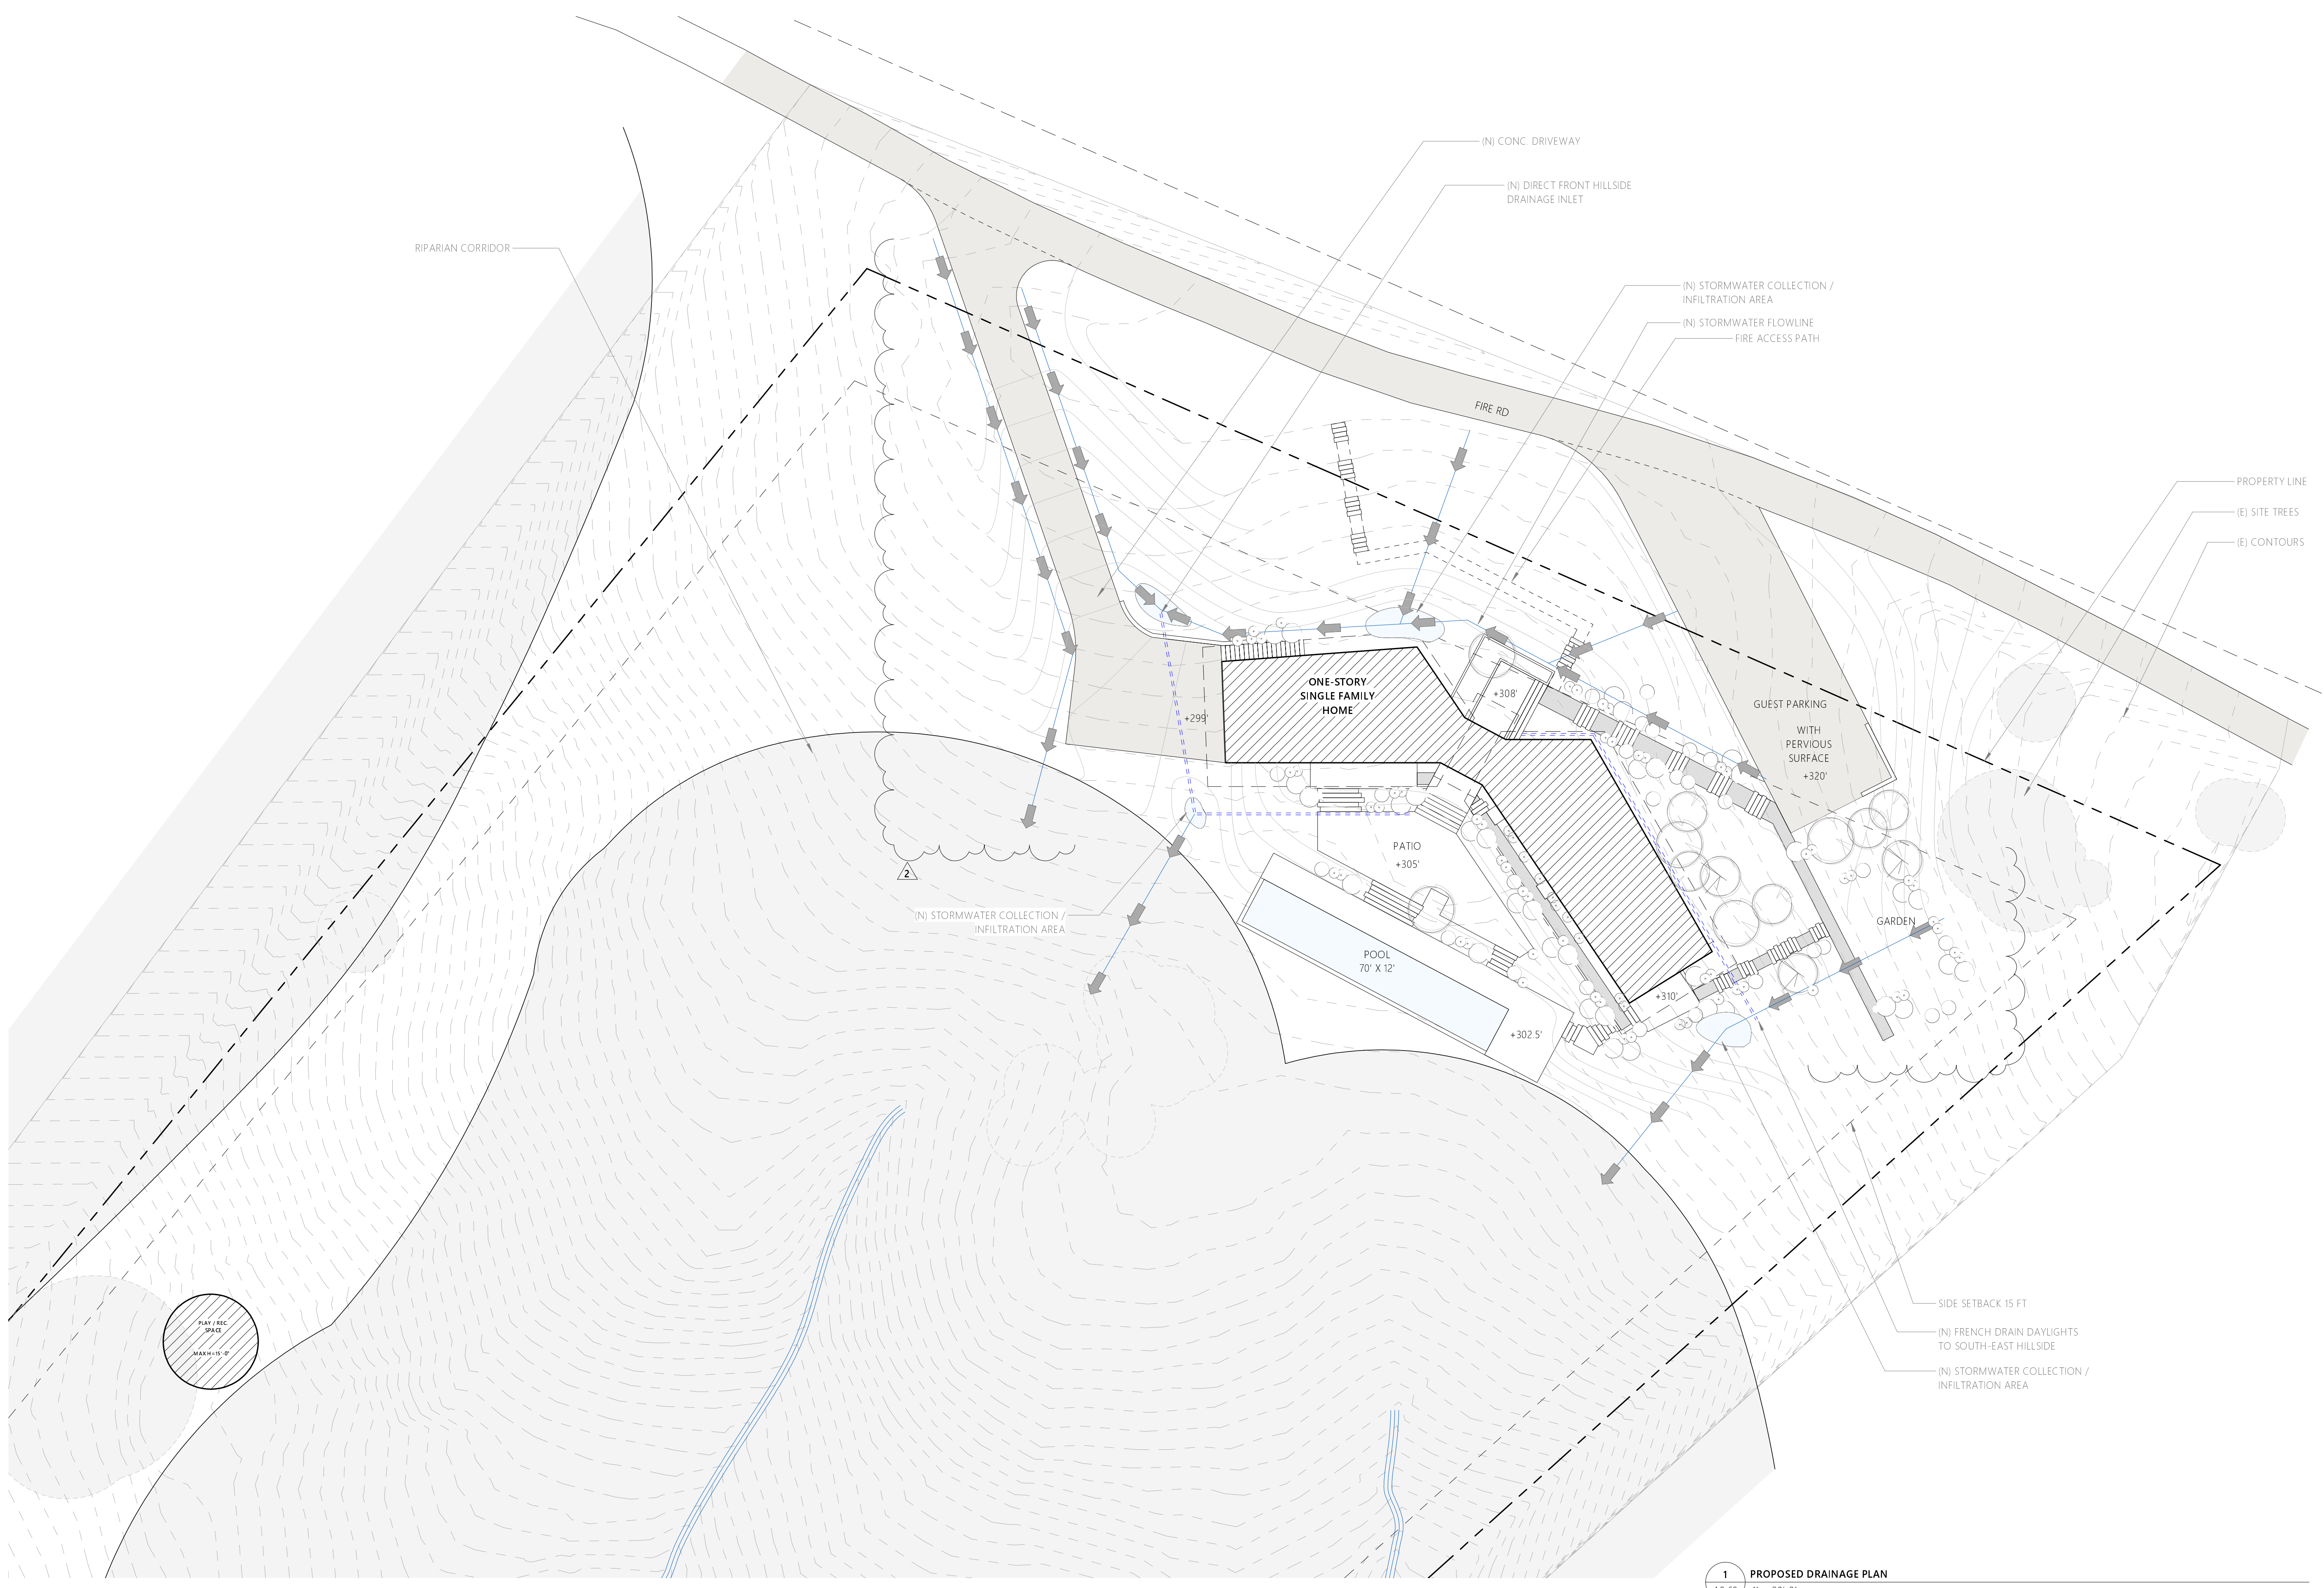 (N) CONC. DRIVEWAY
(N) DIRECT FRONT HILLSIDE
DRAINAGE INLET
RIPARIAN CORRIDOR
(N) STORMWATER COLLECTION /
INFILTRATION AREA
(N) STORMWATER FLOWLINE
FIRE ACCESS PATH
FIRE RD
PROPERTY LINE
(E) SITE TREES
(E) CONTOURS
ONE-STORY
SINGLE FAMILY
HOME
+308'
+299'
GUEST PARKING
WITH
PERVIOUS
SURFACE
+320'
PATIO
+305'
2
(N) STORMWATER COLLECTION /
INFILTRATION AREA
GARDEN
POOL
70' X 12'
+310'
+302.5'
SIDE SETBACK 15 FT
(N) FRENCH DRAIN DAYLIGHTS
TO SOUTH-EAST HILLSIDE
(N) STORMWATER COLLECTION /
INFILTRATION AREA
PLAY / REC.
SPACE
MAX H=15'-0"
1
PROPOSED DRAINAGE PLAN